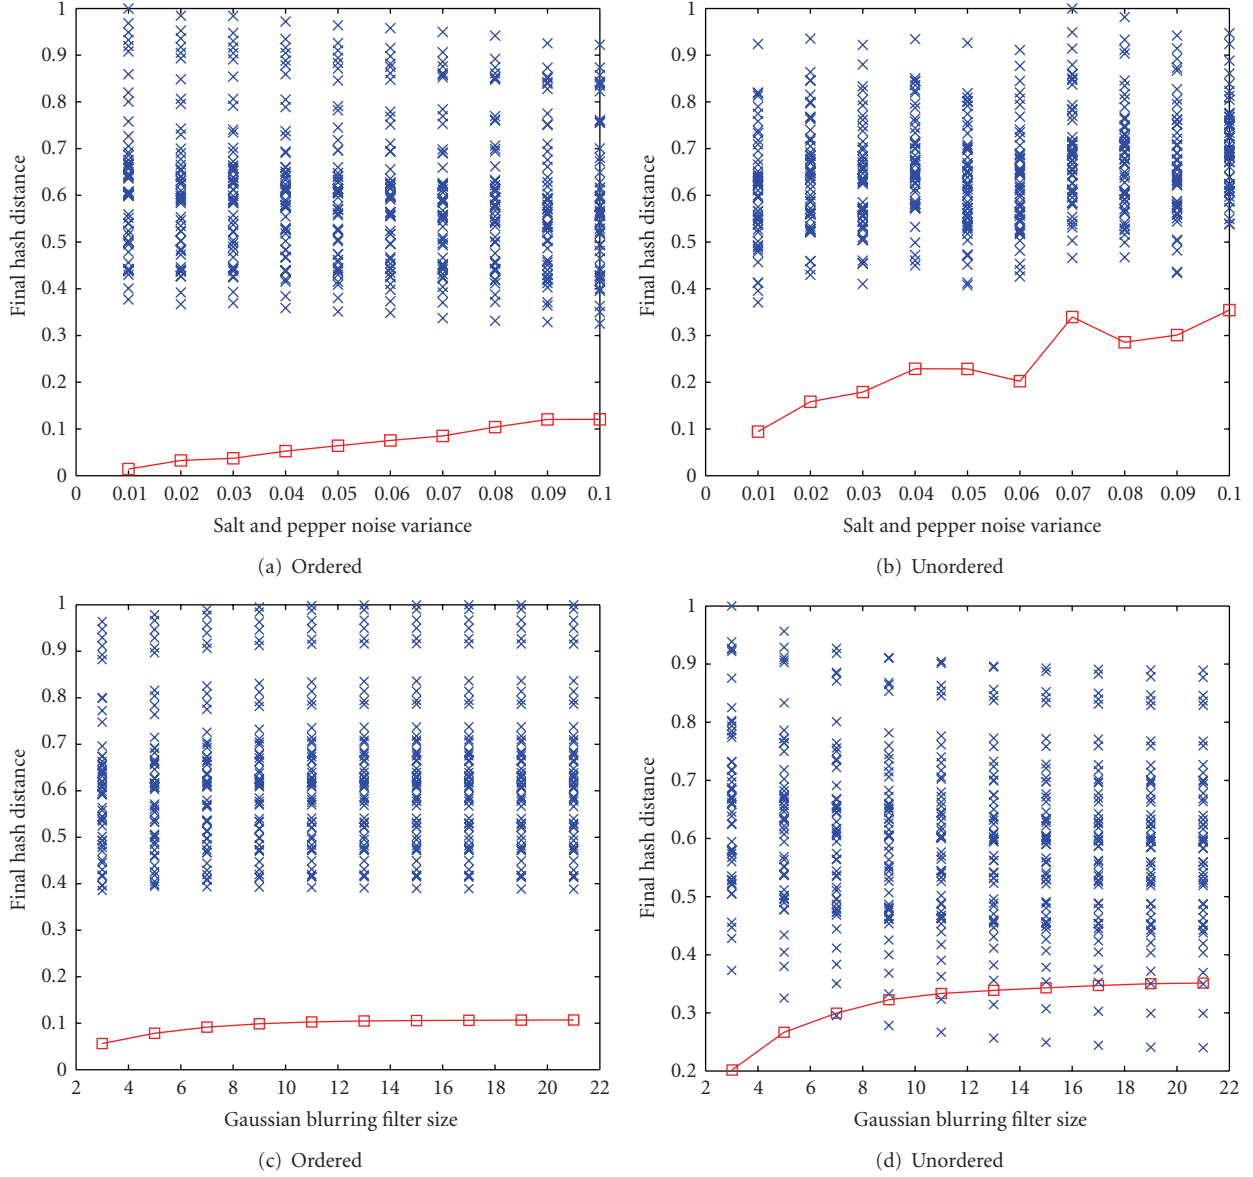 1
0.9
0.8
0.7
0.6
0.5
0.4
0.3
0.2
0.1
0
Final hash distance
0 0.01 0.02 0.03 0.04 0.05 0.06 0.07 0.08 0.09 0.1
Salt and pepper noise variance
(a) Ordered
1
0.9
0.8
0.7
0.6
0.5
0.4
0.3
0.2
0.1
0
Final hash distance
0 0.01 0.02 0.03 0.04 0.05 0.06 0.07 0.08 0.09 0.1
Salt and pepper noise variance
(b) Unordered
1
0.9
0.8
0.7
0.6
0.5
0.4
0.3
0.2
0.1
0
Final hash distance
2 4 6 8 10 12 14 16 18 20 22
Gaussian blurring filter size
(c) Ordered
1
0.9
0.8
0.7
0.6
0.5
0.4
0.3
0.2
Final hash distance
2 4 6 8 10 12 14 16 18 20 22
Gaussian blurring filter size
(d) Unordered